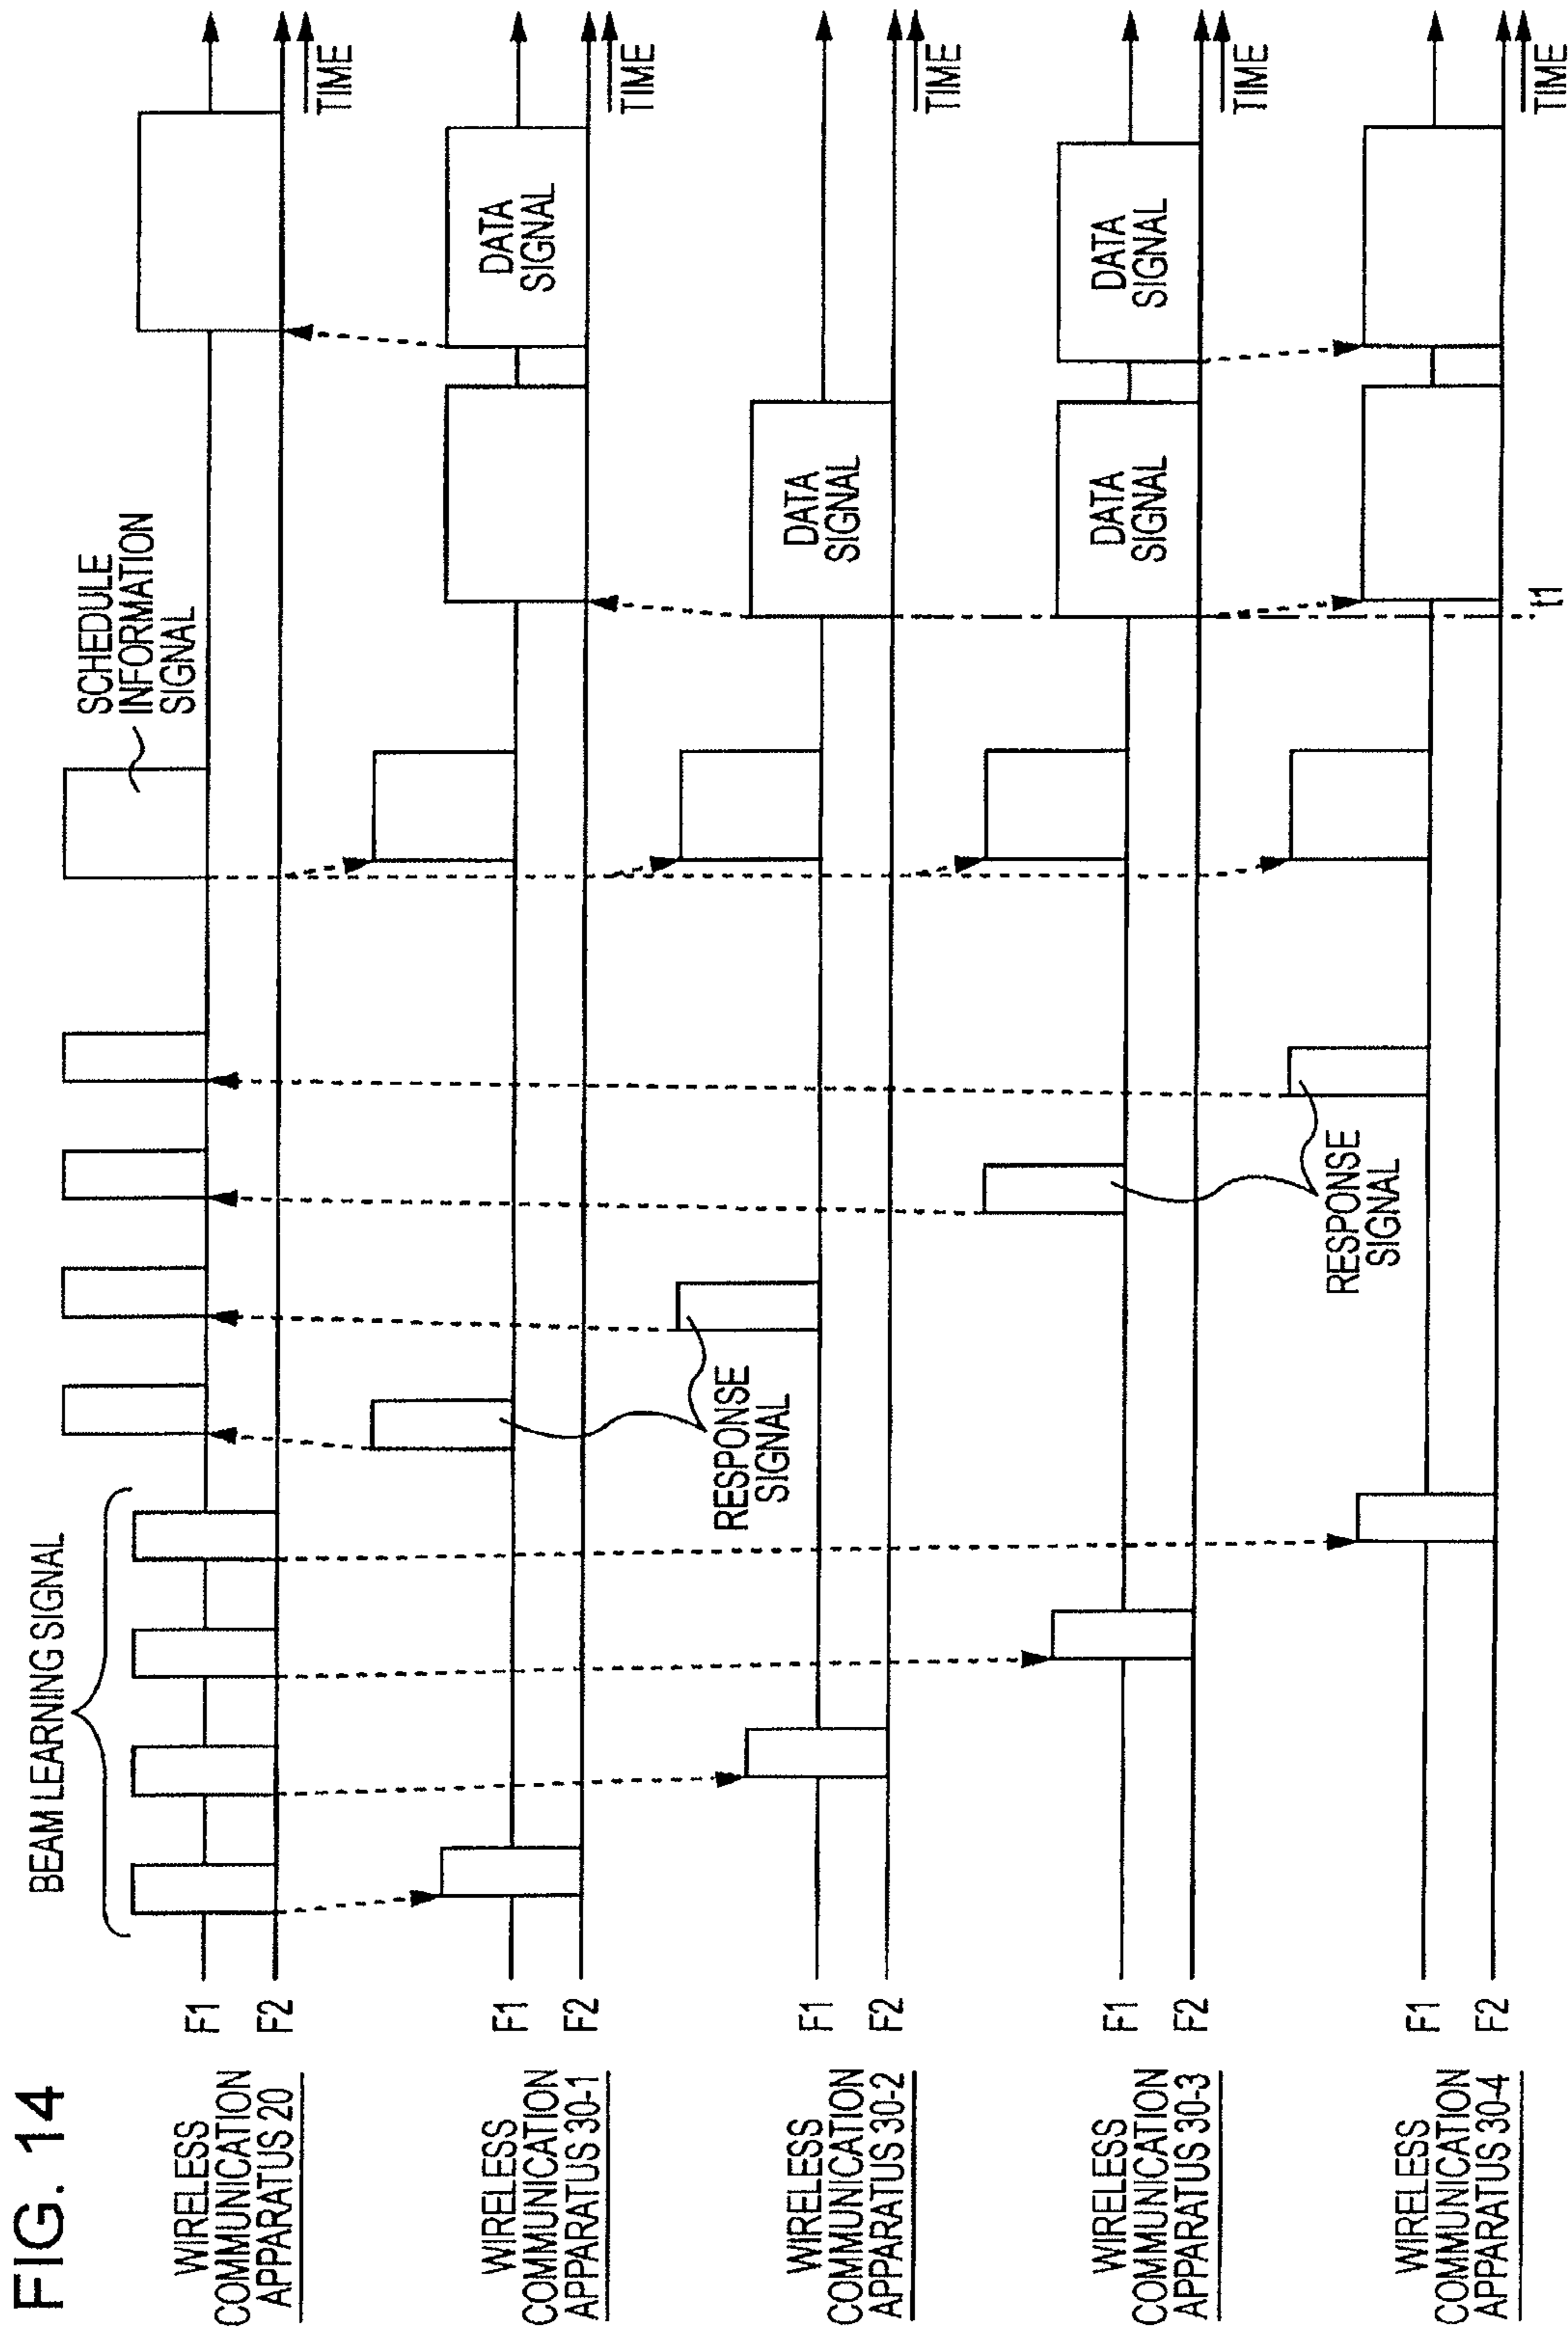 FIG. 14
BEAM LEARNING SIGNAL
SCHEDULE
INFORMATION
SIGNAL
WIRELESS
COMMUNICATION
APPARATUS 20
F1
F2
TIME
WIRELESS
COMMUNICATION
APPARATUS 30-1
F1
F2
DATA
SIGNAL
TIME
RESPONSE
SIGNAL
WIRELESS
COMMUNICATION
APPARATUS 30-2
F1
F2
DATA
SIGNAL
TIME
WIRELESS
COMMUNICATION
APPARATUS 30-3
F1
F2
DATA
SIGNAL
DATA
SIGNAL
TIME
RESPONSE
SIGNAL
WIRELESS
COMMUNICATION
APPARATUS 30-4
F1
F2
t1
TIME